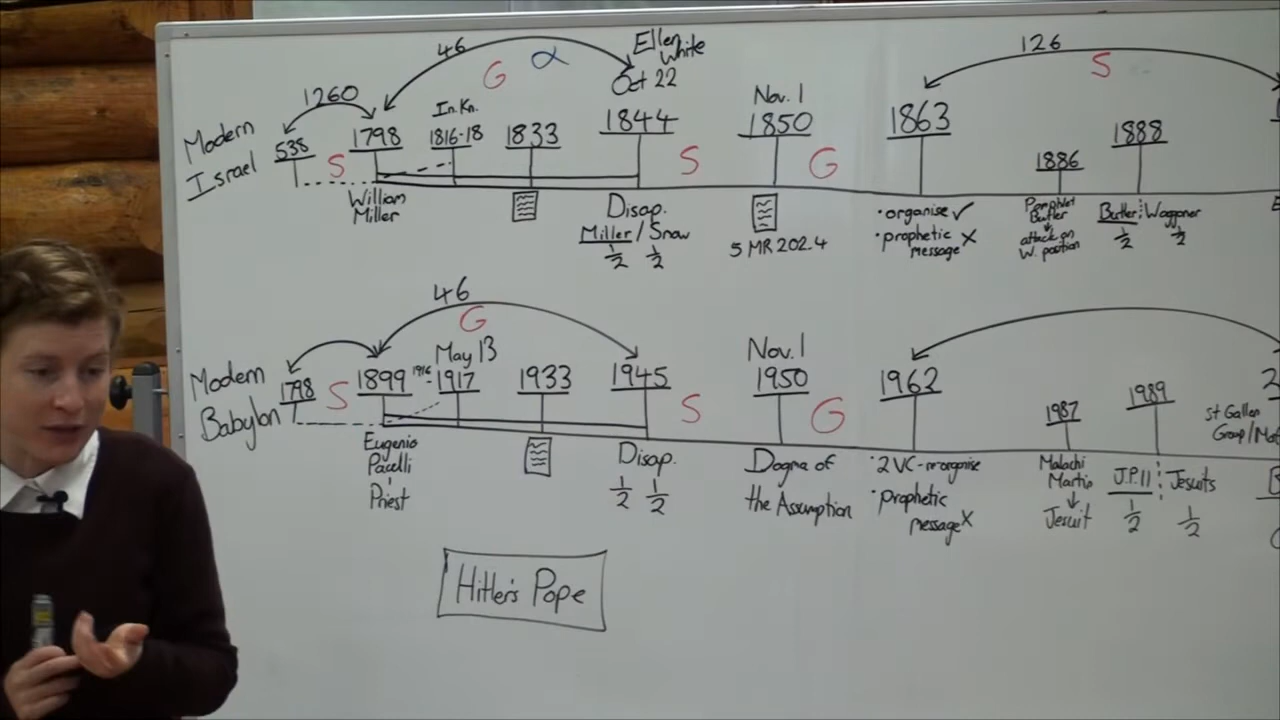 46
α
Ellen
White
Oct 22
126
S
G
1260
In.Kn.
Nov. 1
Modern
Israel
538
S
1798
1816-18
1833
1844
S
1850
G
1863
1886
1888
William
Miller
Disap.
Miller / Snow
1/2 1/2
5 MR 202.4
· organise ✓
· prophetic
message X
Pamphlet
Butler
attack on
W. position
Butler Waggoner
1/2 1/2
46
G
May 13
Nov. 1
Modern
Babylon
1798
S
1899
1916
- 1917
1933
1945
S
1950
G
1962
1987
1989
2
St Gallen
Group/
Eugenio
Pacelli
Priest
Disap.
1/2 1/2
Dogma of
the Assumption
· 2VC - reorganise
· prophetic
message X
Malachi
Martin
Jesuit
J.P.II Jesuits
1/2 1/2
Hitler's Pope